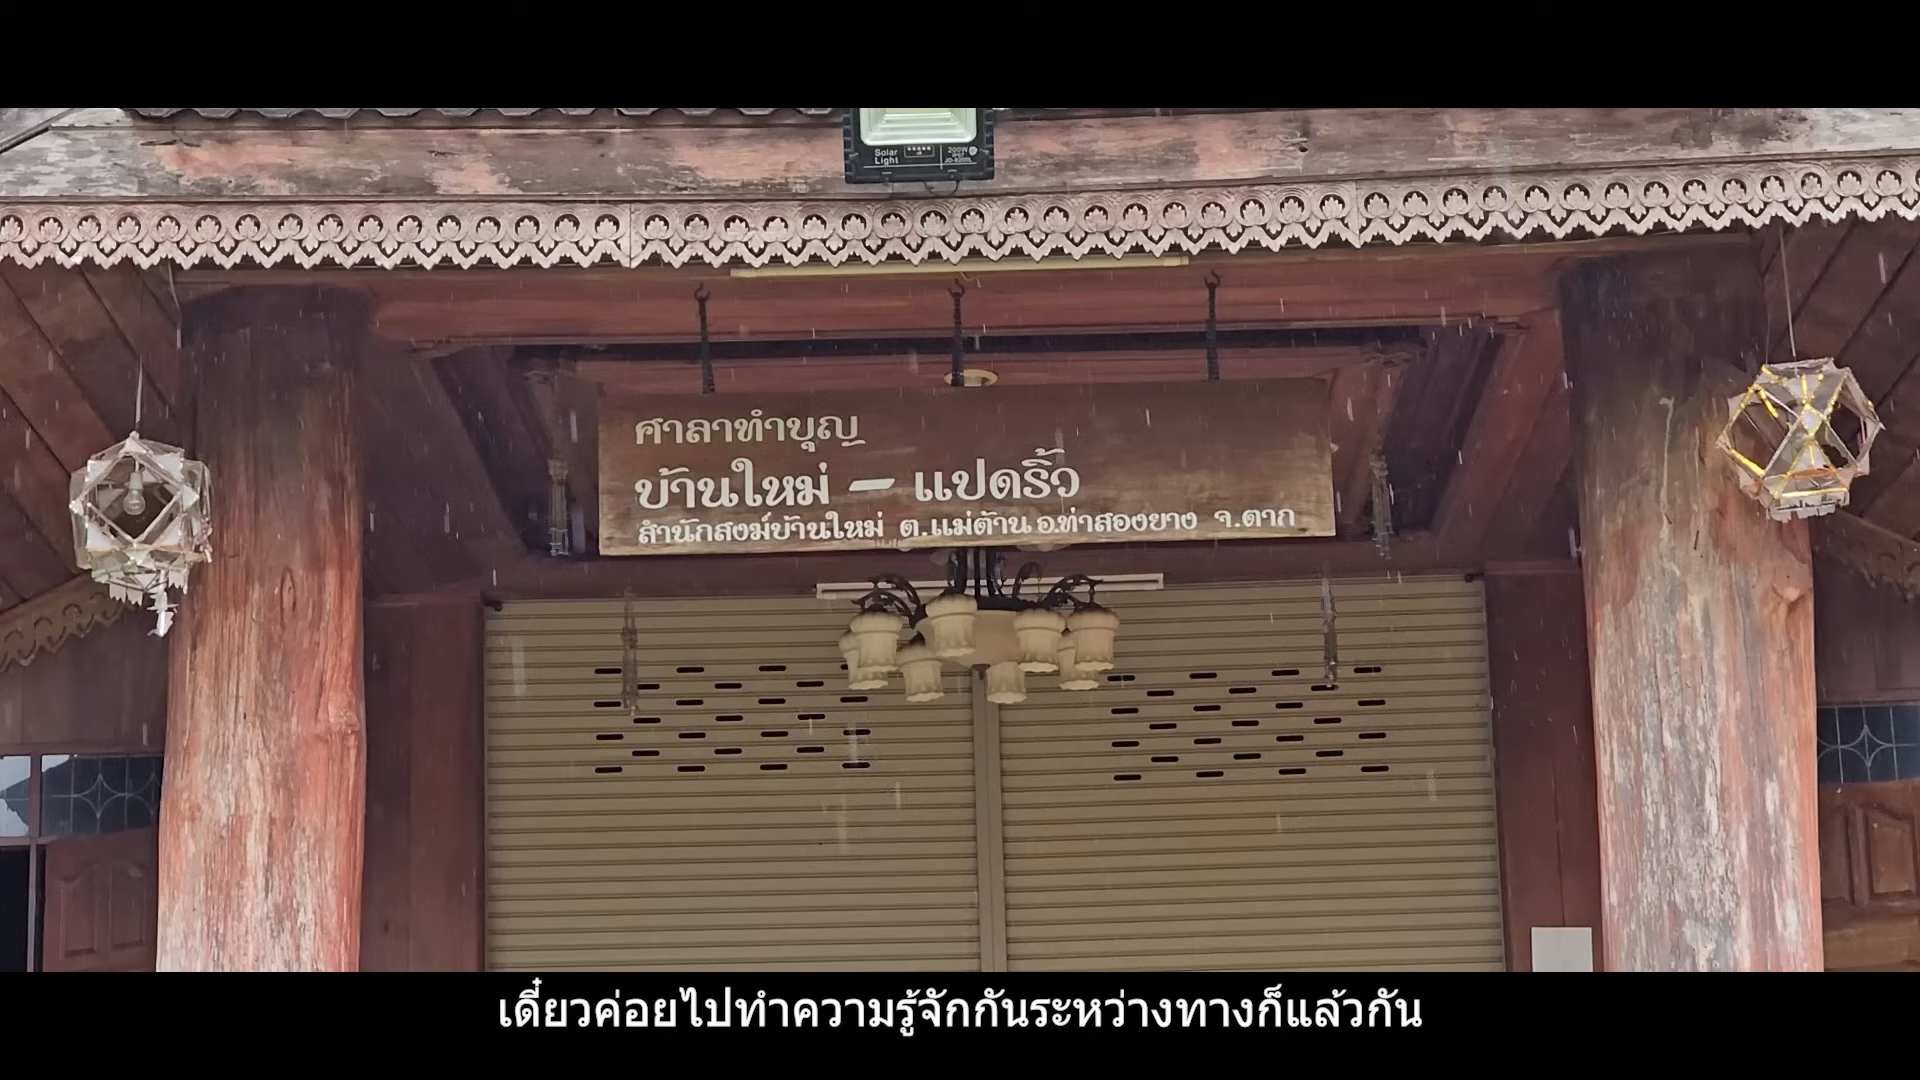 Solar
Light
200W
ศาลาทำบุญ
บ้านใหม่ – แปดริ้ว
สำนักสงฆ์บ้านใหม่ ต.แม่ต้าน อ.ท่าสองยาง จ.ตาก
เดี๋ยวค่อยไปทำความรู้จักกันระหว่างทางก็แล้วกัน